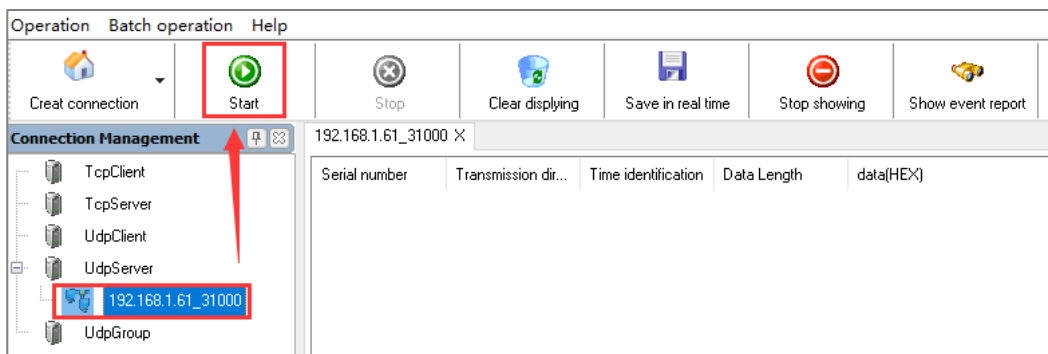 Operation Batch operation Help
Creat connection Start Stop Clear displying Save in real time Stop showing Show event report
Connection Management 192.168.1.61_31000 X
Serial number Transmission dir... Time identification Data Length data(HEX)
TcpClient
TcpServer
UdpClient
UdpServer
192.168.1.61_31000
UdpGroup